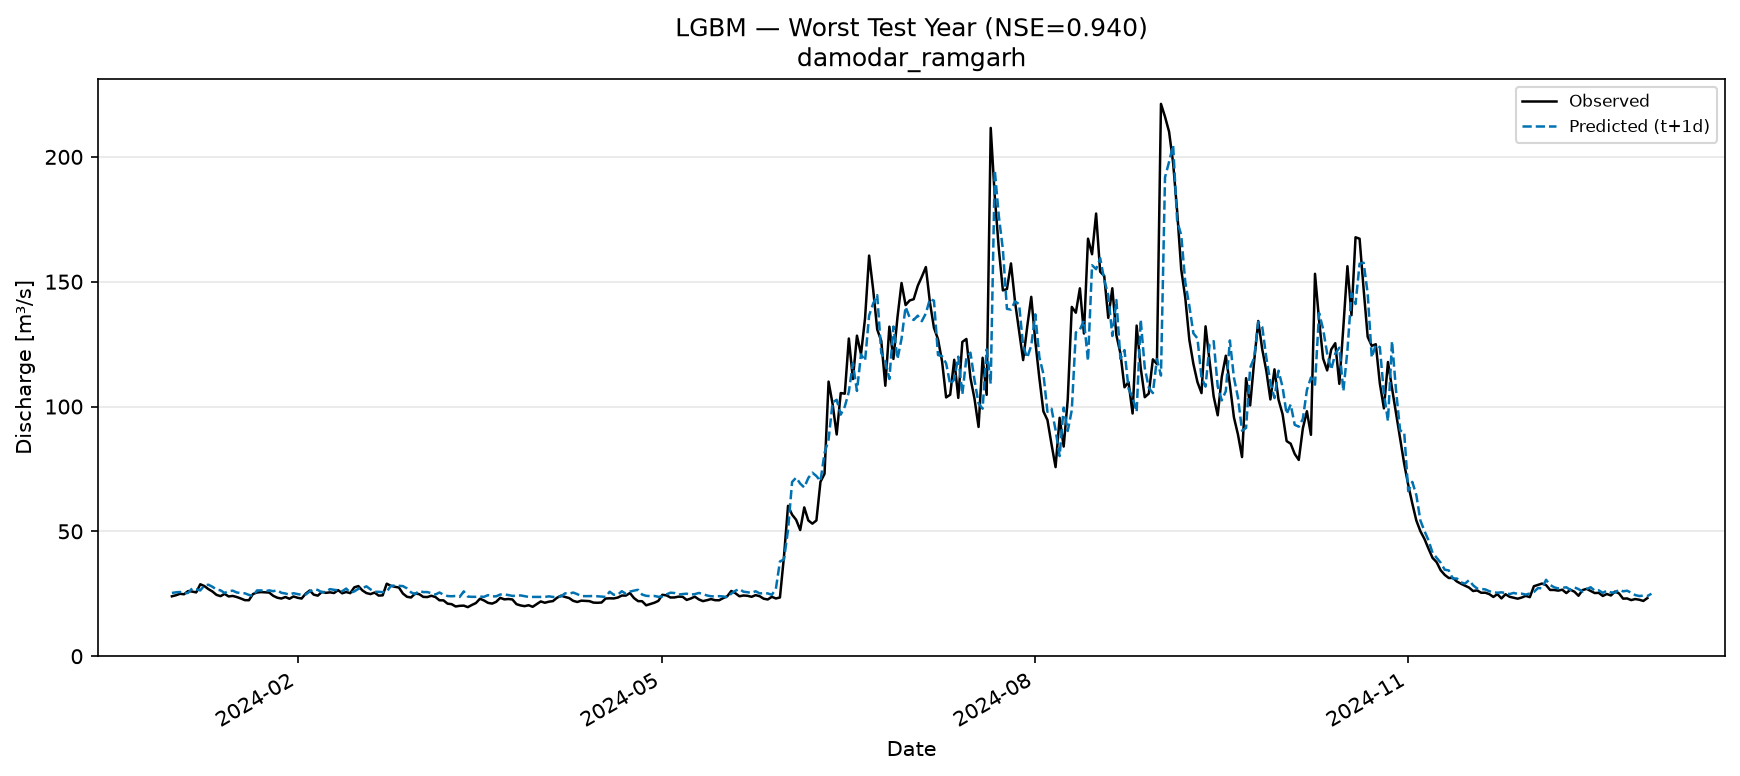 LGBM — Worst Test Year (NSE=0.940)
damodar_ramgarh
Observed
Predicted (t+1d)
Discharge [m³/s]
200
150
100
50
0
2024-02
2024-05
2024-08
2024-11
Date